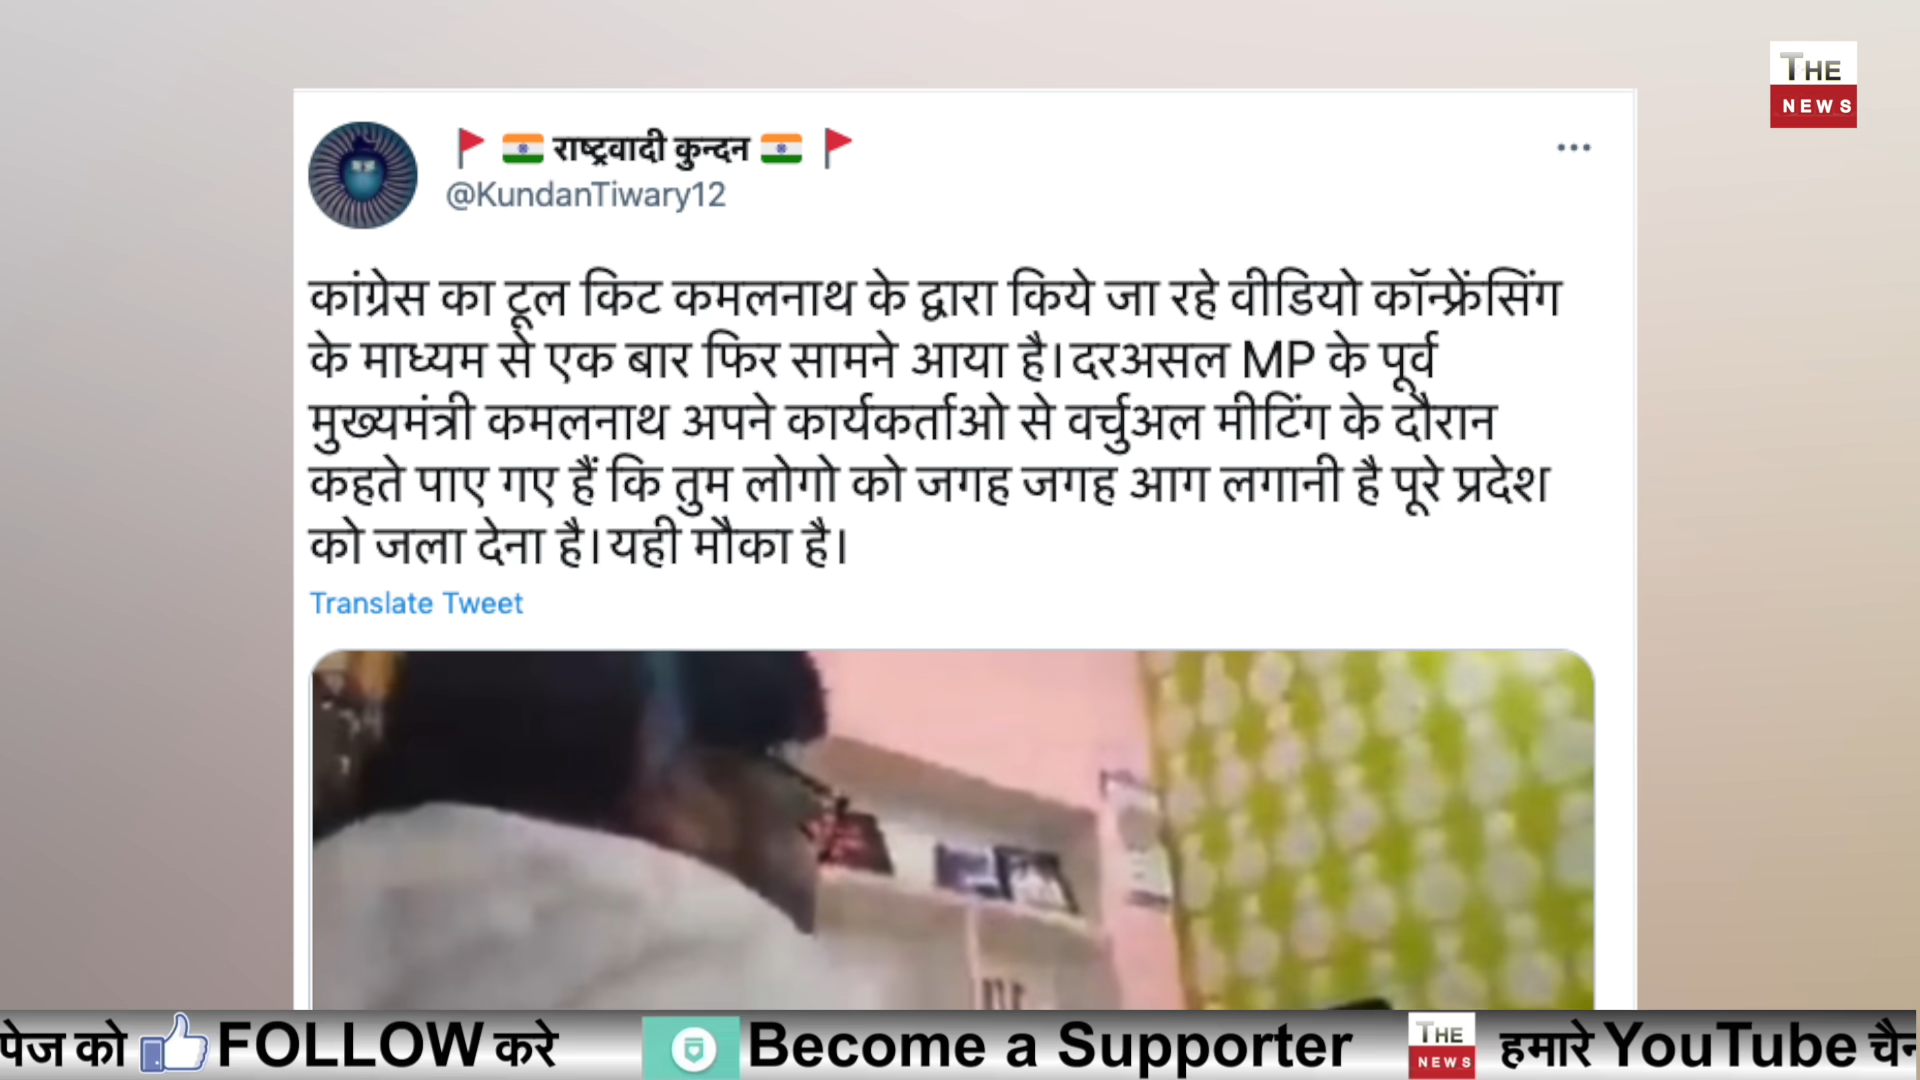 THE
NEWS
राष्ट्रवादी कुन्दन
@KundanTiwary12
कांग्रेस का टूल किट कमलनाथ के द्वारा किये जा रहे वीडियो कॉन्फ्रेंसिंग
के माध्यम से एक बार फिर सामने आया है।दरअसल MP के पूर्व
मुख्यमंत्री कमलनाथ अपने कार्यकर्ताओ से वर्चुअल मीटिंग के दौरान
कहते पाए गए हैं कि तुम लोगो को जगह जगह आग लगानी है पूरे प्रदेश
को जला देना है।यही मौका है।
Translate Tweet
पेज को FOLLOW करे Become a Supporter THE NEWS हमारे YouTube